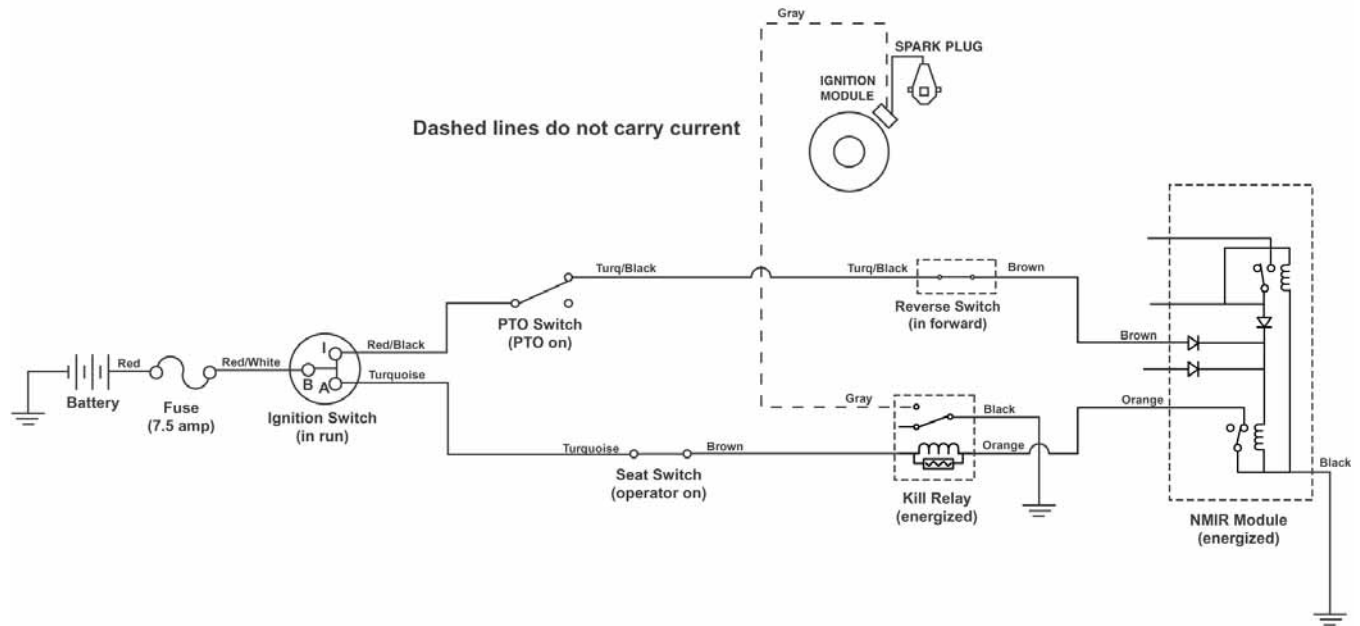 Gray
SPARK PLUG
IGNITION
MODULE
Dashed lines do not carry current
Turq/Black
Turq/Black
Brown
PTO Switch
(PTO on)
Reverse Switch
(in forward)
Red/Black
I
B
A
Red
Red/White
Turquoise
Battery
Fuse
(7.5 amp)
Ignition Switch
(in run)
Brown
Gray
Black
Orange
Turquoise
Brown
Orange
Seat Switch
(operator on)
Kill Relay
(energized)
Black
NMIR Module
(energized)